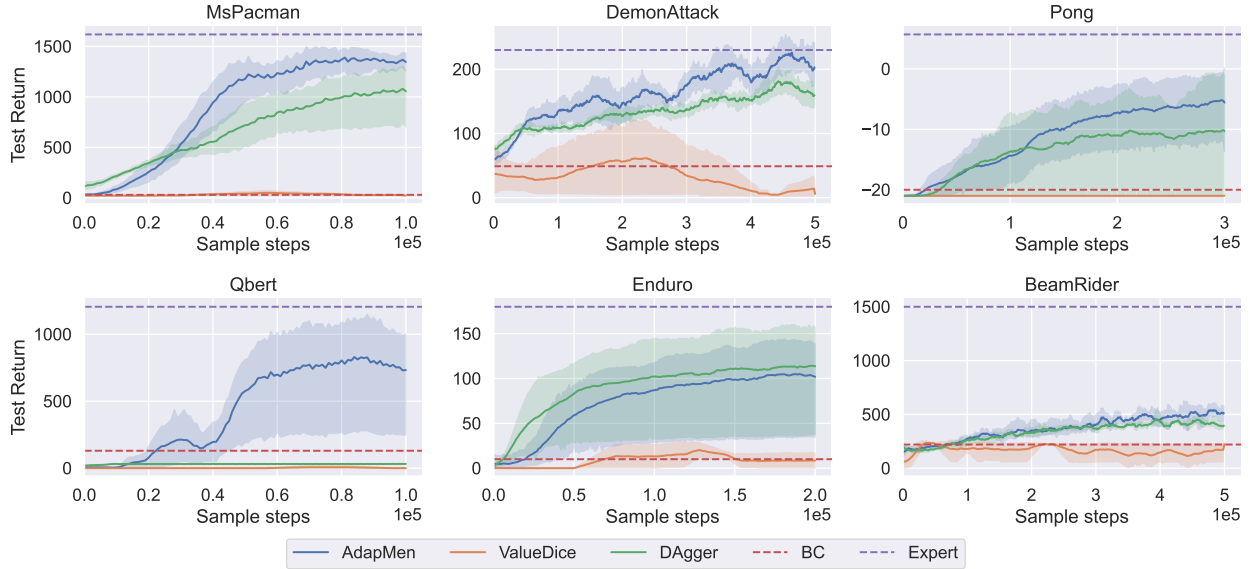 MsPacman
DemonAttack
Pong
Test Return
1500
1000
500
0
200
100
0
0
−10
−20
0.0 0.2 0.4 0.6 0.8 1.0
0 1 2 3 4 5
0 1 2 3
Sample steps 1e5
Sample steps 1e5
Sample steps 1e5
Qbert
Enduro
BeamRider
Test Return
1000
500
0
150
100
50
0
1500
1000
500
0
0.0 0.2 0.4 0.6 0.8 1.0
0.0 0.5 1.0 1.5 2.0
0 1 2 3 4 5
Sample steps 1e5
Sample steps 1e5
Sample steps 1e5
AdapMen ValueDice DAgger BC Expert